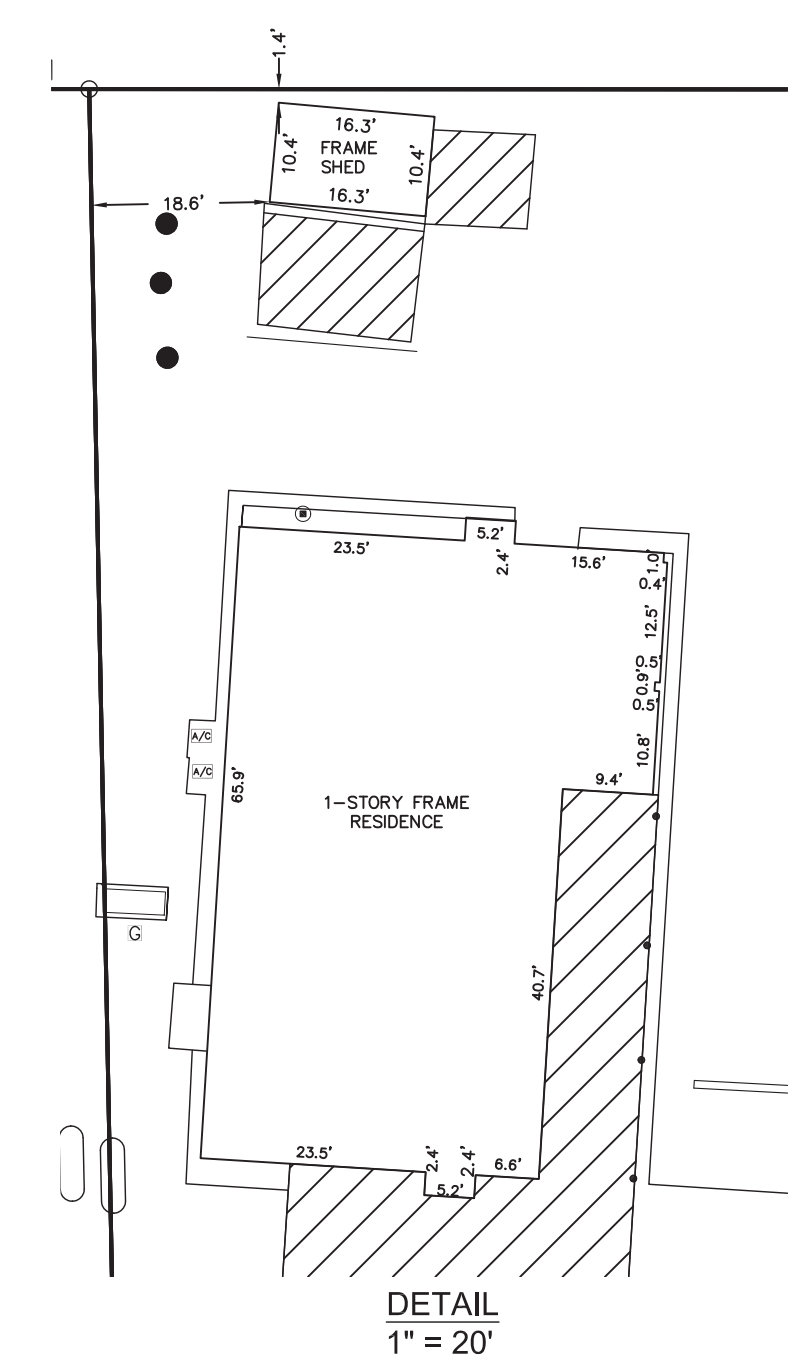 1.4'
16.3'
10.4'
FRAME
SHED
10.4'
16.3'
18.6'
23.5'
5.2'
2.4'
15.6'
1.0'
0.4'
12.5'
0.5'
0.9'
0.5'
10.8'
A/C
A/C
65.9'
9.4'
1-STORY FRAME
RESIDENCE
G
40.7'
23.5'
2.4'
2.4'
6.6'
5.2'
DETAIL
1" = 20'